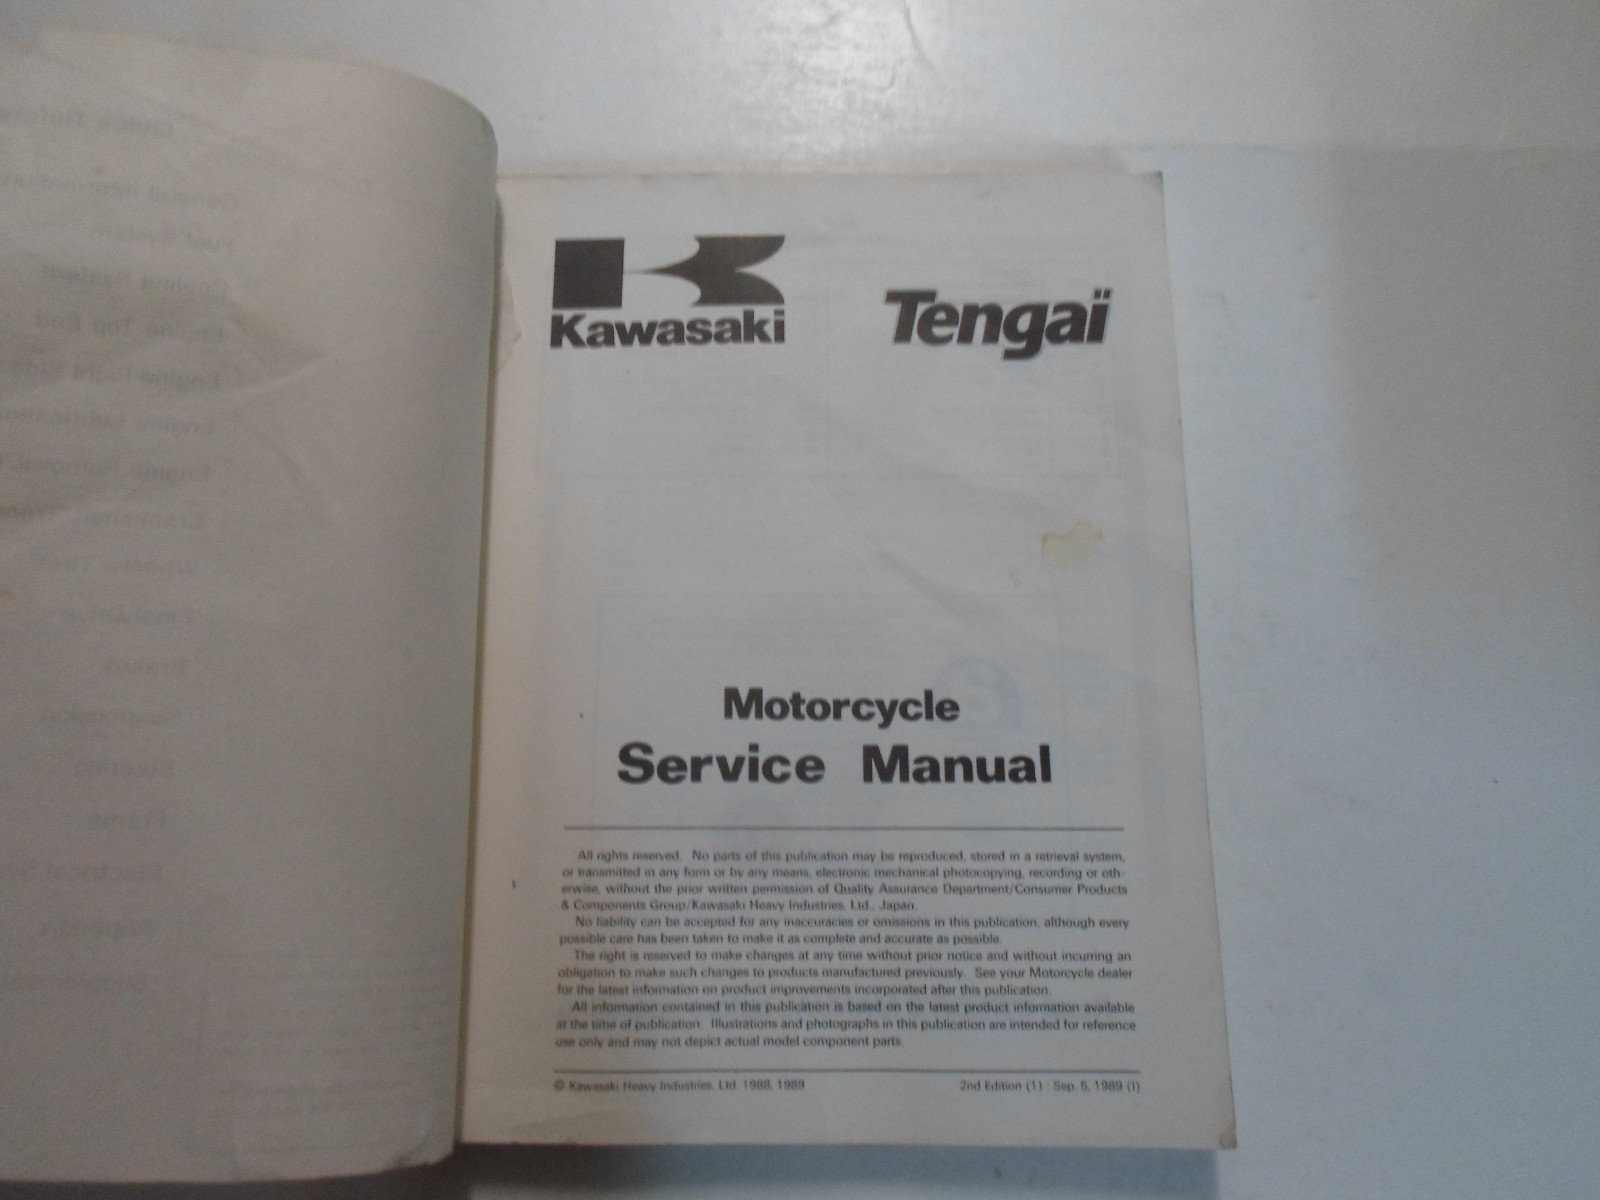 Kawasaki
Tengaï
Motorcycle
Service Manual
All rights reserved. No parts of this publication may be reproduced, stored in a retrieval system,
or transmitted in any form or by any means, electronic mechanical photocopying, recording or oth-
erwise, without the prior written permission of Quality Assurance Department/Consumer Products
& Components Group/Kawasaki Heavy Industries, Ltd., Japan.
No liability can be accepted for any inaccuracies or omissions in this publication, although every
possible care has been taken to make it as complete and accurate as possible.
The right is reserved to make changes at any time without prior notice and without incurring an
obligation to make such changes to products manufactured previously. See your Motorcycle dealer
for the latest information on product improvements incorporated after this publication.
All information contained in this publication is based on the latest product information available
at the time of publication. Illustrations and photographs in this publication are intended for reference
use only and may not depict actual model component parts.
© Kawasaki Heavy Industries, Ltd. 1988, 1989
2nd Edition (1) : Sep. 5, 1989 (I)